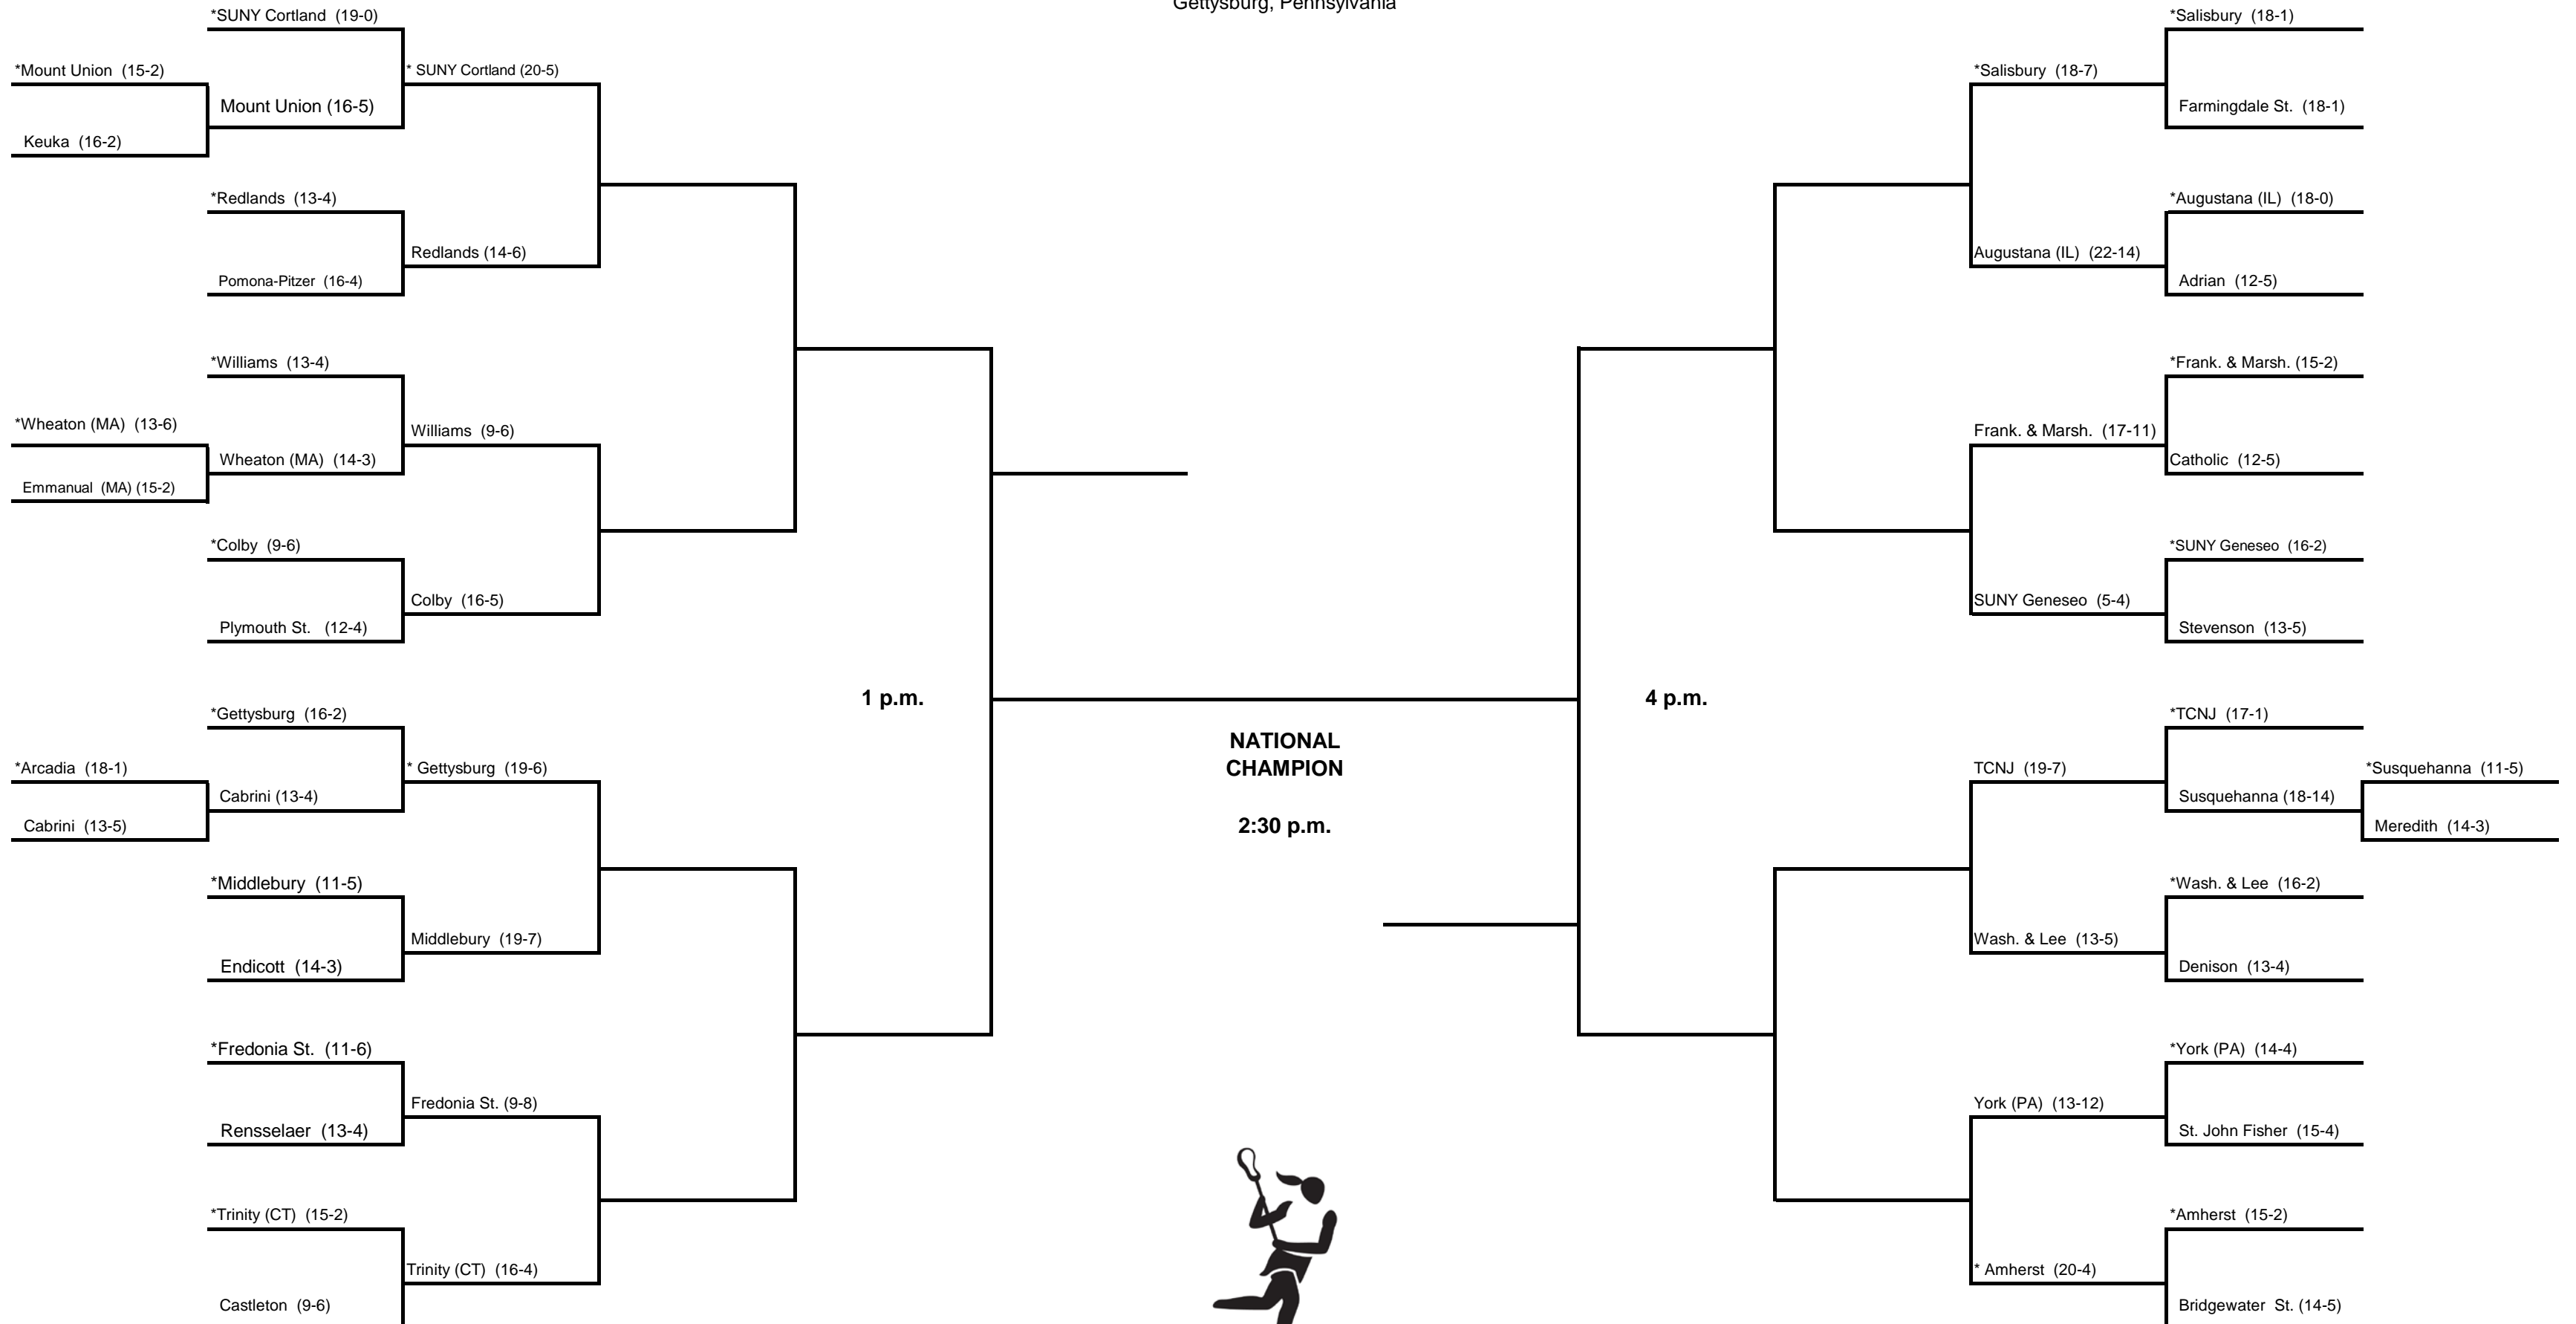 Gettysburg, Pennsylvania
*SUNY Cortland (19-0)
*Mount Union (15-2)
* SUNY Cortland (20-5)
Mount Union (16-5)
Keuka (16-2)
*Redlands (13-4)
Redlands (14-6)
Pomona-Pitzer (16-4)
*Williams (13-4)
*Wheaton (MA) (13-6)
Williams (9-6)
Wheaton (MA) (14-3)
Emmanual (MA) (15-2)
*Colby (9-6)
Colby (16-5)
Plymouth St. (12-4)
1 p.m.
*Gettysburg (16-2)
*Arcadia (18-1)
* Gettysburg (19-6)
Cabrini (13-4)
Cabrini (13-5)
*Middlebury (11-5)
Middlebury (19-7)
Endicott (14-3)
*Fredonia St. (11-6)
Fredonia St. (9-8)
Rensselaer (13-4)
*Trinity (CT) (15-2)
Trinity (CT) (16-4)
Castleton (9-6)
NATIONAL
CHAMPION
2:30 p.m.
*Salisbury (18-1)
*Salisbury (18-7)
Farmingdale St. (18-1)
*Augustana (IL) (18-0)
Augustana (IL) (22-14)
Adrian (12-5)
*Frank. & Marsh. (15-2)
Frank. & Marsh. (17-11)
Catholic (12-5)
*SUNY Geneseo (16-2)
SUNY Geneseo (5-4)
Stevenson (13-5)
4 p.m.
*TCNJ (17-1)
TCNJ (19-7)
*Susquehanna (11-5)
Susquehanna (18-14)
Meredith (14-3)
*Wash. & Lee (16-2)
Wash. & Lee (13-5)
Denison (13-4)
*York (PA) (14-4)
York (PA) (13-12)
St. John Fisher (15-4)
*Amherst (15-2)
* Amherst (20-4)
Bridgewater St. (14-5)